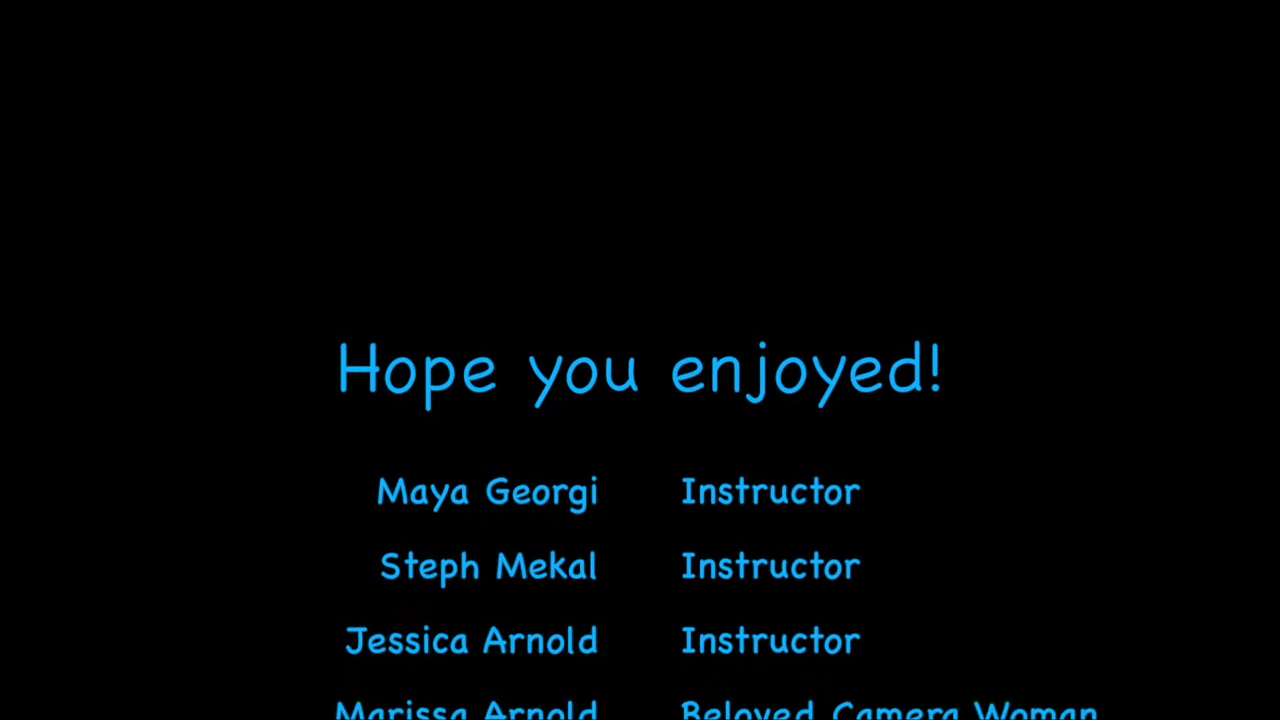 Hope you enjoyed!
Maya Georgi Instructor
Steph Mekal Instructor
Jessica Arnold Instructor
Marissa Arnold Beloved Camera Woman